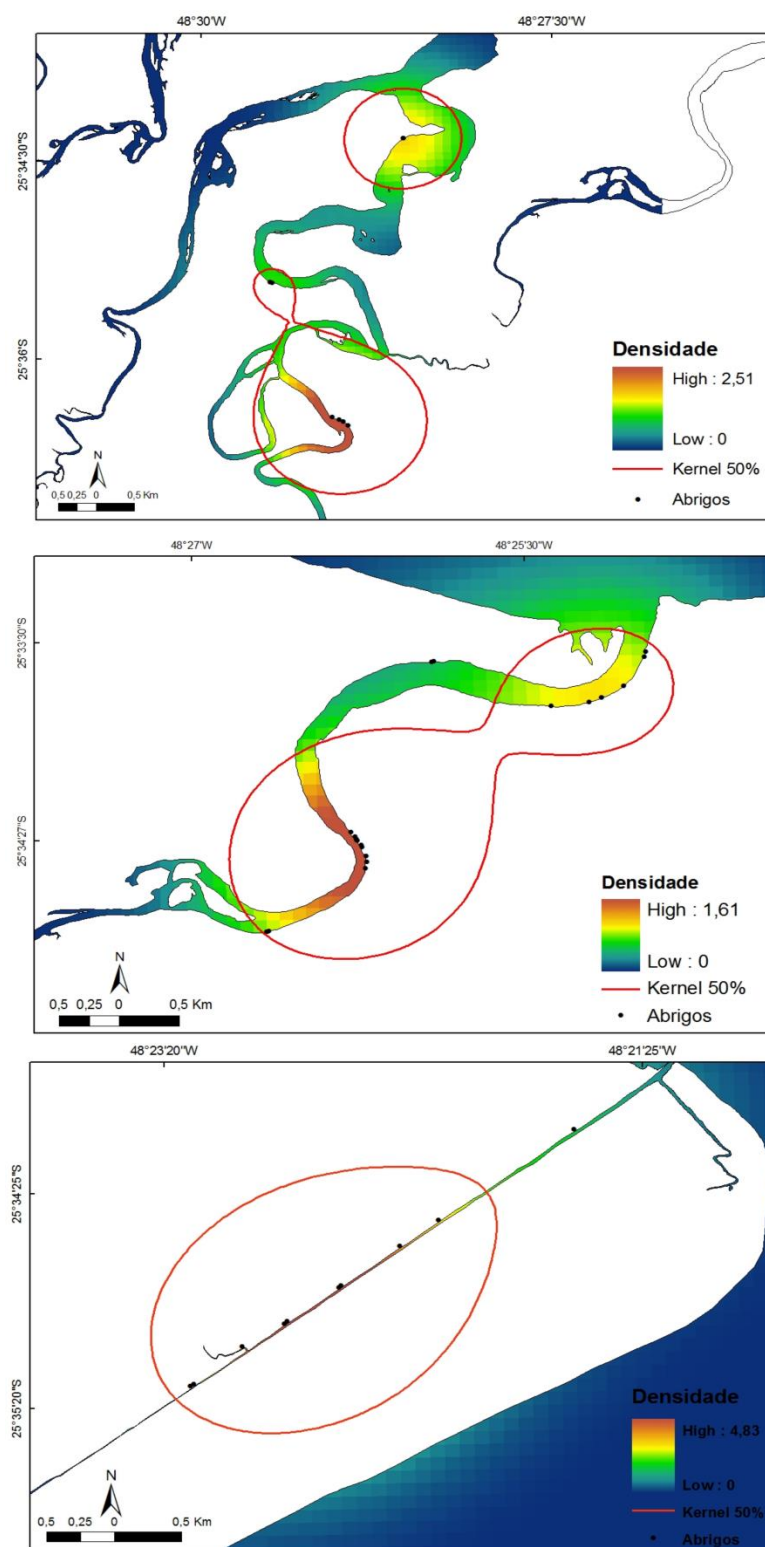 48°30'W 48°27'30"W
25°34'30"S
25°36'S
Densidade
High : 2,51
Low : 0
Kernel 50%
Abrigos
N
0,5 0,25 0 0,5 Km
48°27'W 48°25'30"W
25°33'30"S
25°34'27"S
Densidade
High : 1,61
Low : 0
Kernel 50%
Abrigos
N
0,5 0,25 0 0,5 Km
48°23'20"W 48°21'25"W
25°34'25"S
25°35'20"S
Densidade
High : 4,83
Low : 0
Kernel 50%
Abrigos
N
0,5 0,25 0 0,5 Km